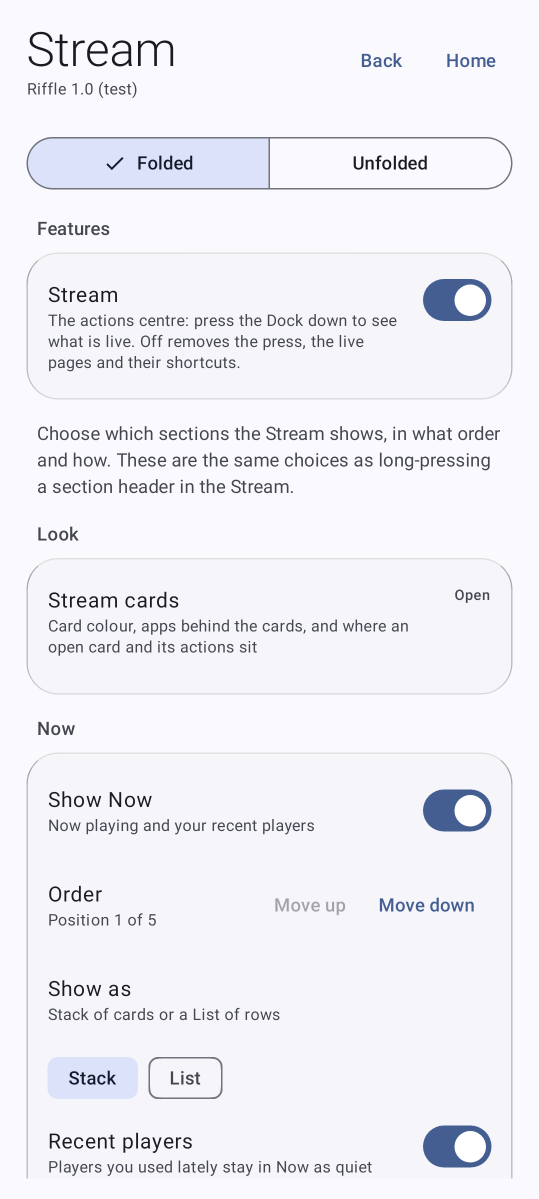 Stream
Back
Home
Riffle 1.0 (test)
Folded
Unfolded
Features
Stream
The actions centre: press the Dock down to see
what is live. Off removes the press, the live
pages and their shortcuts.
Choose which sections the Stream shows, in what order
and how. These are the same choices as long-pressing
a section header in the Stream.
Look
Stream cards
Open
Card colour, apps behind the cards, and where an
open card and its actions sit
Now
Show Now
Now playing and your recent players
Order
Position 1 of 5
Move up
Move down
Show as
Stack of cards or a List of rows
Stack
List
Recent players
Players you used lately stay in Now as quiet